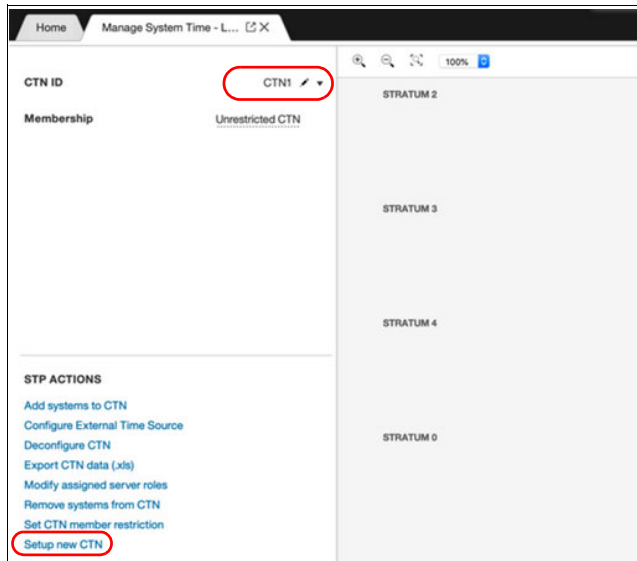 Home
Manage System Time - L...
CTN ID
CTN1
Membership
Unrestricted CTN
STP ACTIONS
Add systems to CTN
Configure External Time Source
Deconfigure CTN
Export CTN data (.xls)
Modify assigned server roles
Remove systems from CTN
Set CTN member restriction
Setup new CTN
100%
STRATUM 2
STRATUM 3
STRATUM 4
STRATUM 0